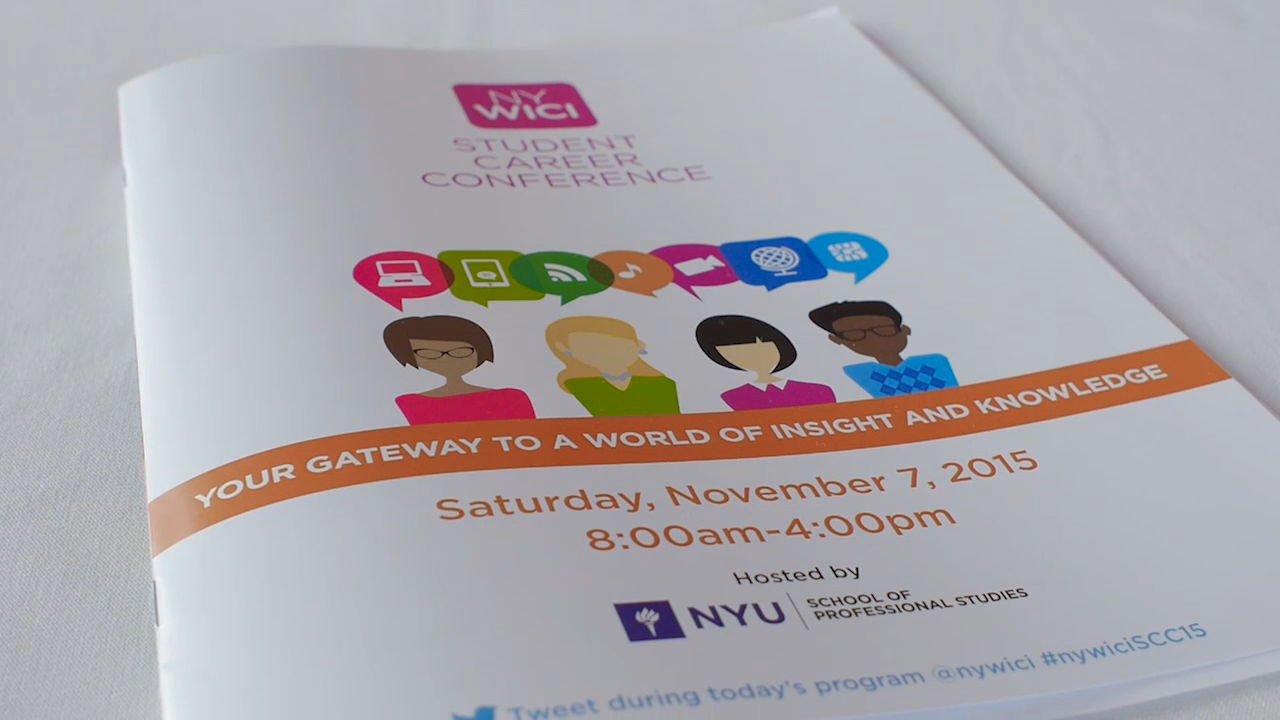 NY
WICI
STUDENT
CAREER
CONFERENCE
YOUR GATEWAY TO A WORLD OF INSIGHT AND KNOWLEDGE
Saturday, November 7, 2015
8:00am-4:00pm
Hosted by
NYU
SCHOOL OF
PROFESSIONAL STUDIES
Tweet during today's program @nywici #nywiciSCC15